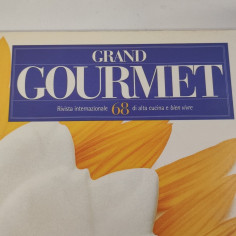 GRAND
GOURMET
Rivista internazionale 68 di alta cucina e bien vivre